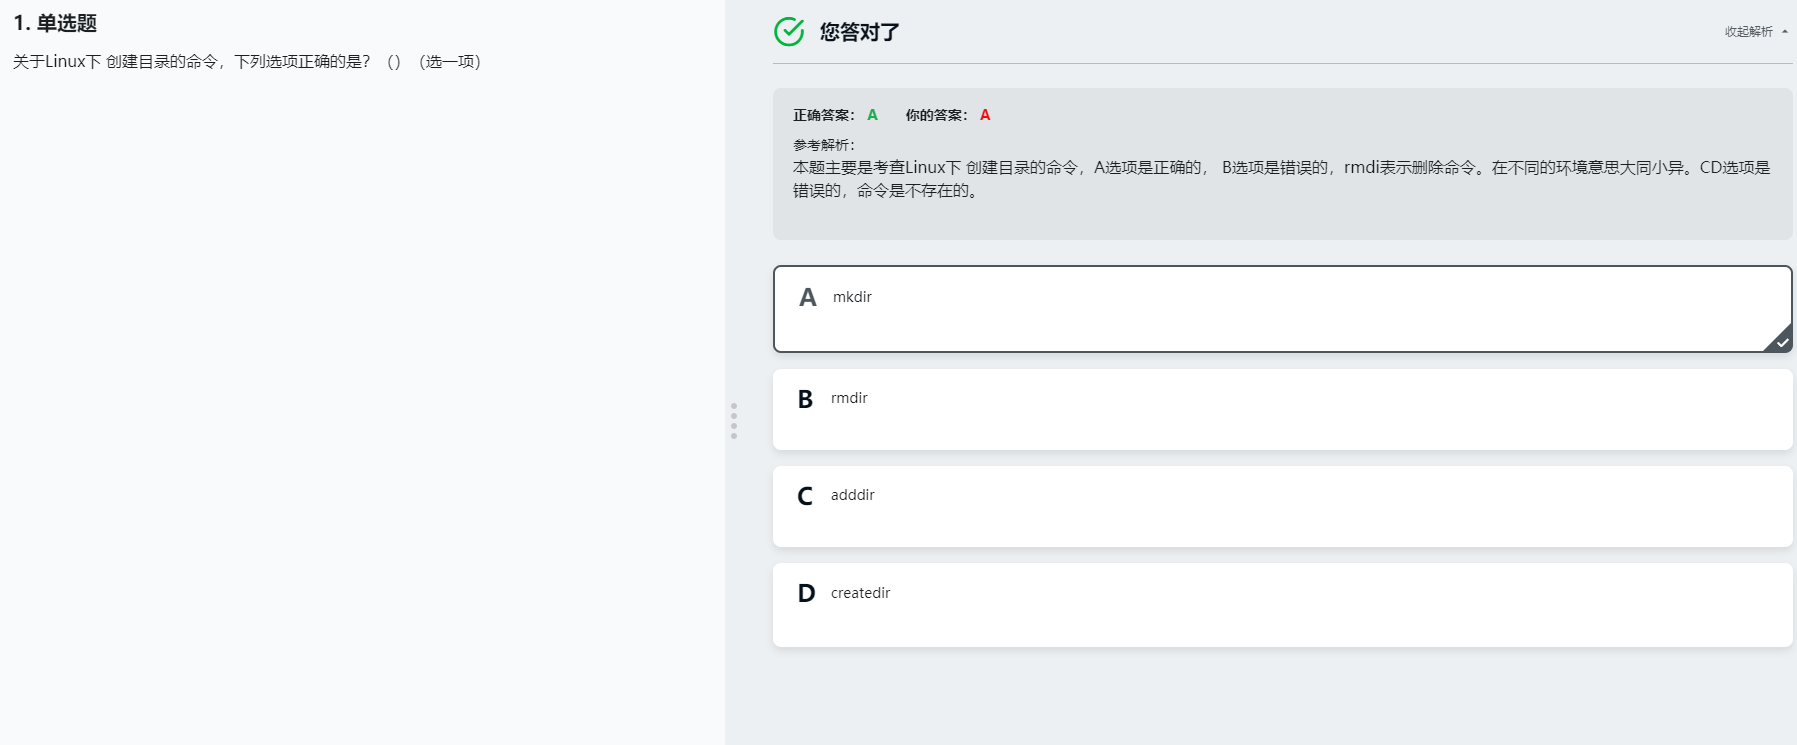 1. 单选题
关于Linux下 创建目录的命令，下列选项正确的是？（）（选一项）
您答对了
收起解析
正确答案： A 你的答案： A
参考解析：
本题主要是考查Linux下 创建目录的命令，A选项是正确的， B选项是错误的，rmdi表示删除命令。在不同的环境意思大同小异。CD选项是
错误的，命令是不存在的。
A mkdir
B rmdir
C adddir
D createdir